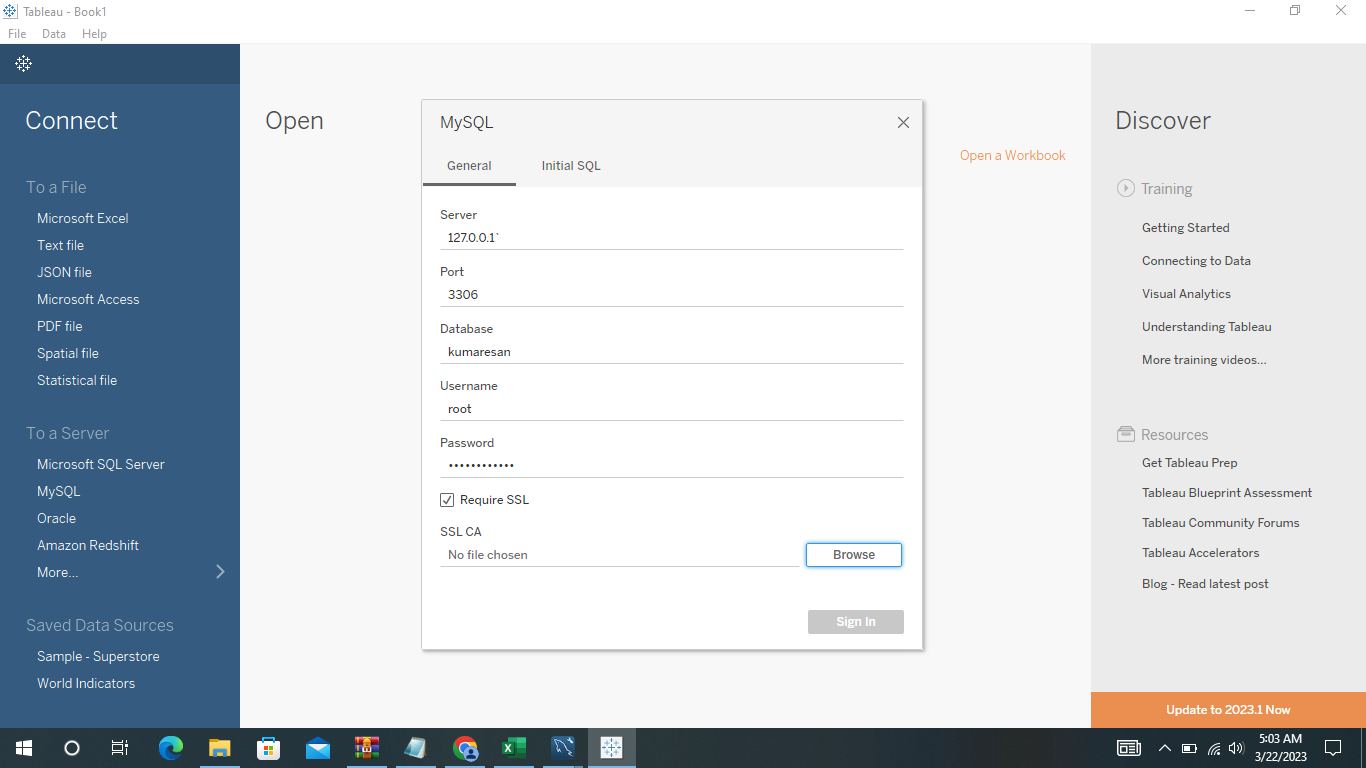 Tableau - Book1
File Data Help
Connect
To a File
Microsoft Excel
Text file
JSON file
Microsoft Access
PDF file
Spatial file
Statistical file
To a Server
Microsoft SQL Server
MySQL
Oracle
Amazon Redshift
More...
Saved Data Sources
Sample - Superstore
World Indicators
Open
Open a Workbook
MySQL
General Initial SQL
Server
127.0.0.1`
Port
3306
Database
kumaresan
Username
root
Password
••••••••••••
Require SSL
SSL CA
No file chosen Browse
Sign In
Discover
Training
Getting Started
Connecting to Data
Visual Analytics
Understanding Tableau
More training videos...
Resources
Get Tableau Prep
Tableau Blueprint Assessment
Tableau Community Forums
Tableau Accelerators
Blog - Read latest post
Update to 2023.1 Now
5:03 AM
3/22/2023